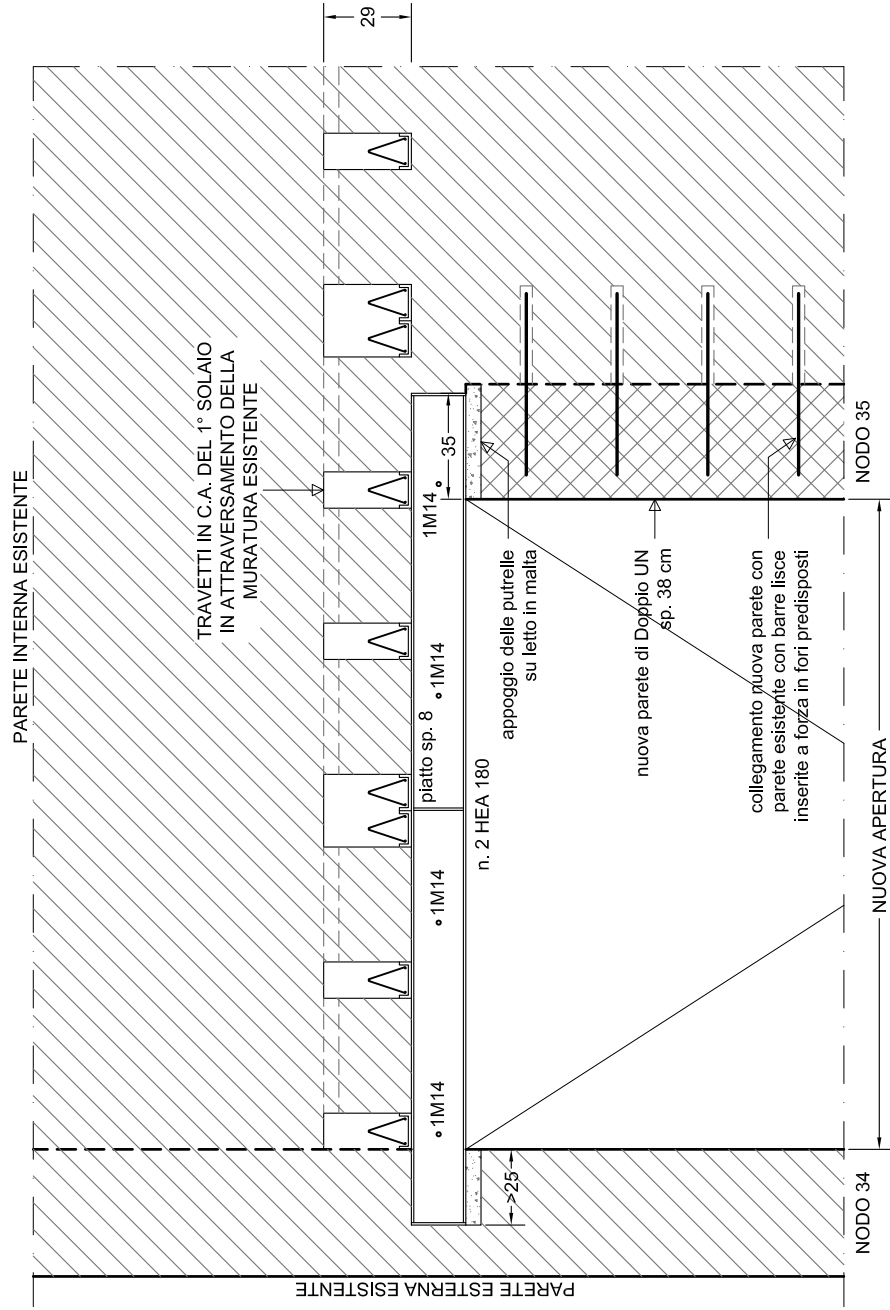 PARETE INTERNA ESISTENTE
29
TRAVETTI IN C.A. DEL 1° SOLAIO
IN ATTRAVERSAMENTO DELLA
MURATURA ESISTENTE
1M14
1M14
piatto sp. 8
1M14
1M14
35
n. 2 HEA 180
>25
appoggio delle putrelle
su letto in malta
nuova parete di Doppio UN
sp. 38 cm
collegamento nuova parete con
parete esistente con barre lisce
inserite a forza in fori predisposti
NODO 34
NUOVA APERTURA
NODO 35
PARETE ESTERNA ESISTENTE